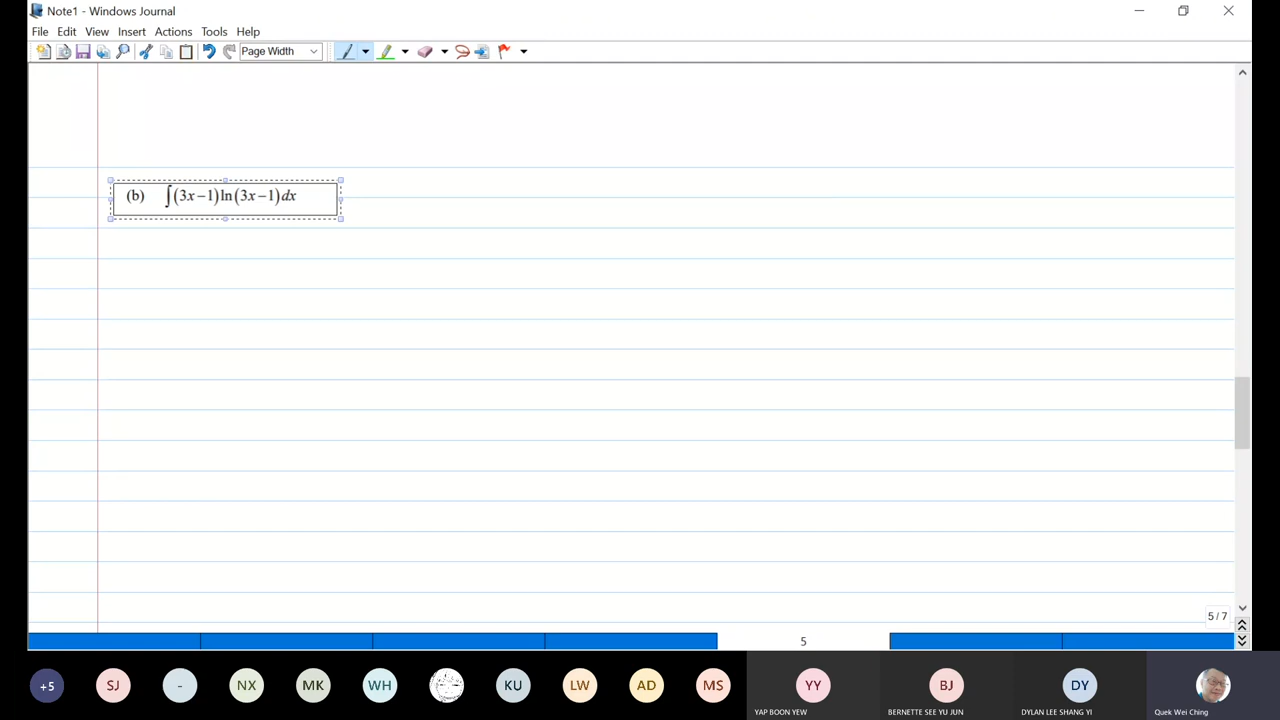 Note1 - Windows Journal
File Edit View Insert Actions Tools Help
Page Width
(b) ∫(3x−1)ln(3x−1)dx
5 / 7
5
+5 SJ - NX MK WH KU LW AD MS YY BJ DY
YAP BOON YEW BERNETTE SEE YU JUN DYLAN LEE SHANG YI Quek Wei Ching